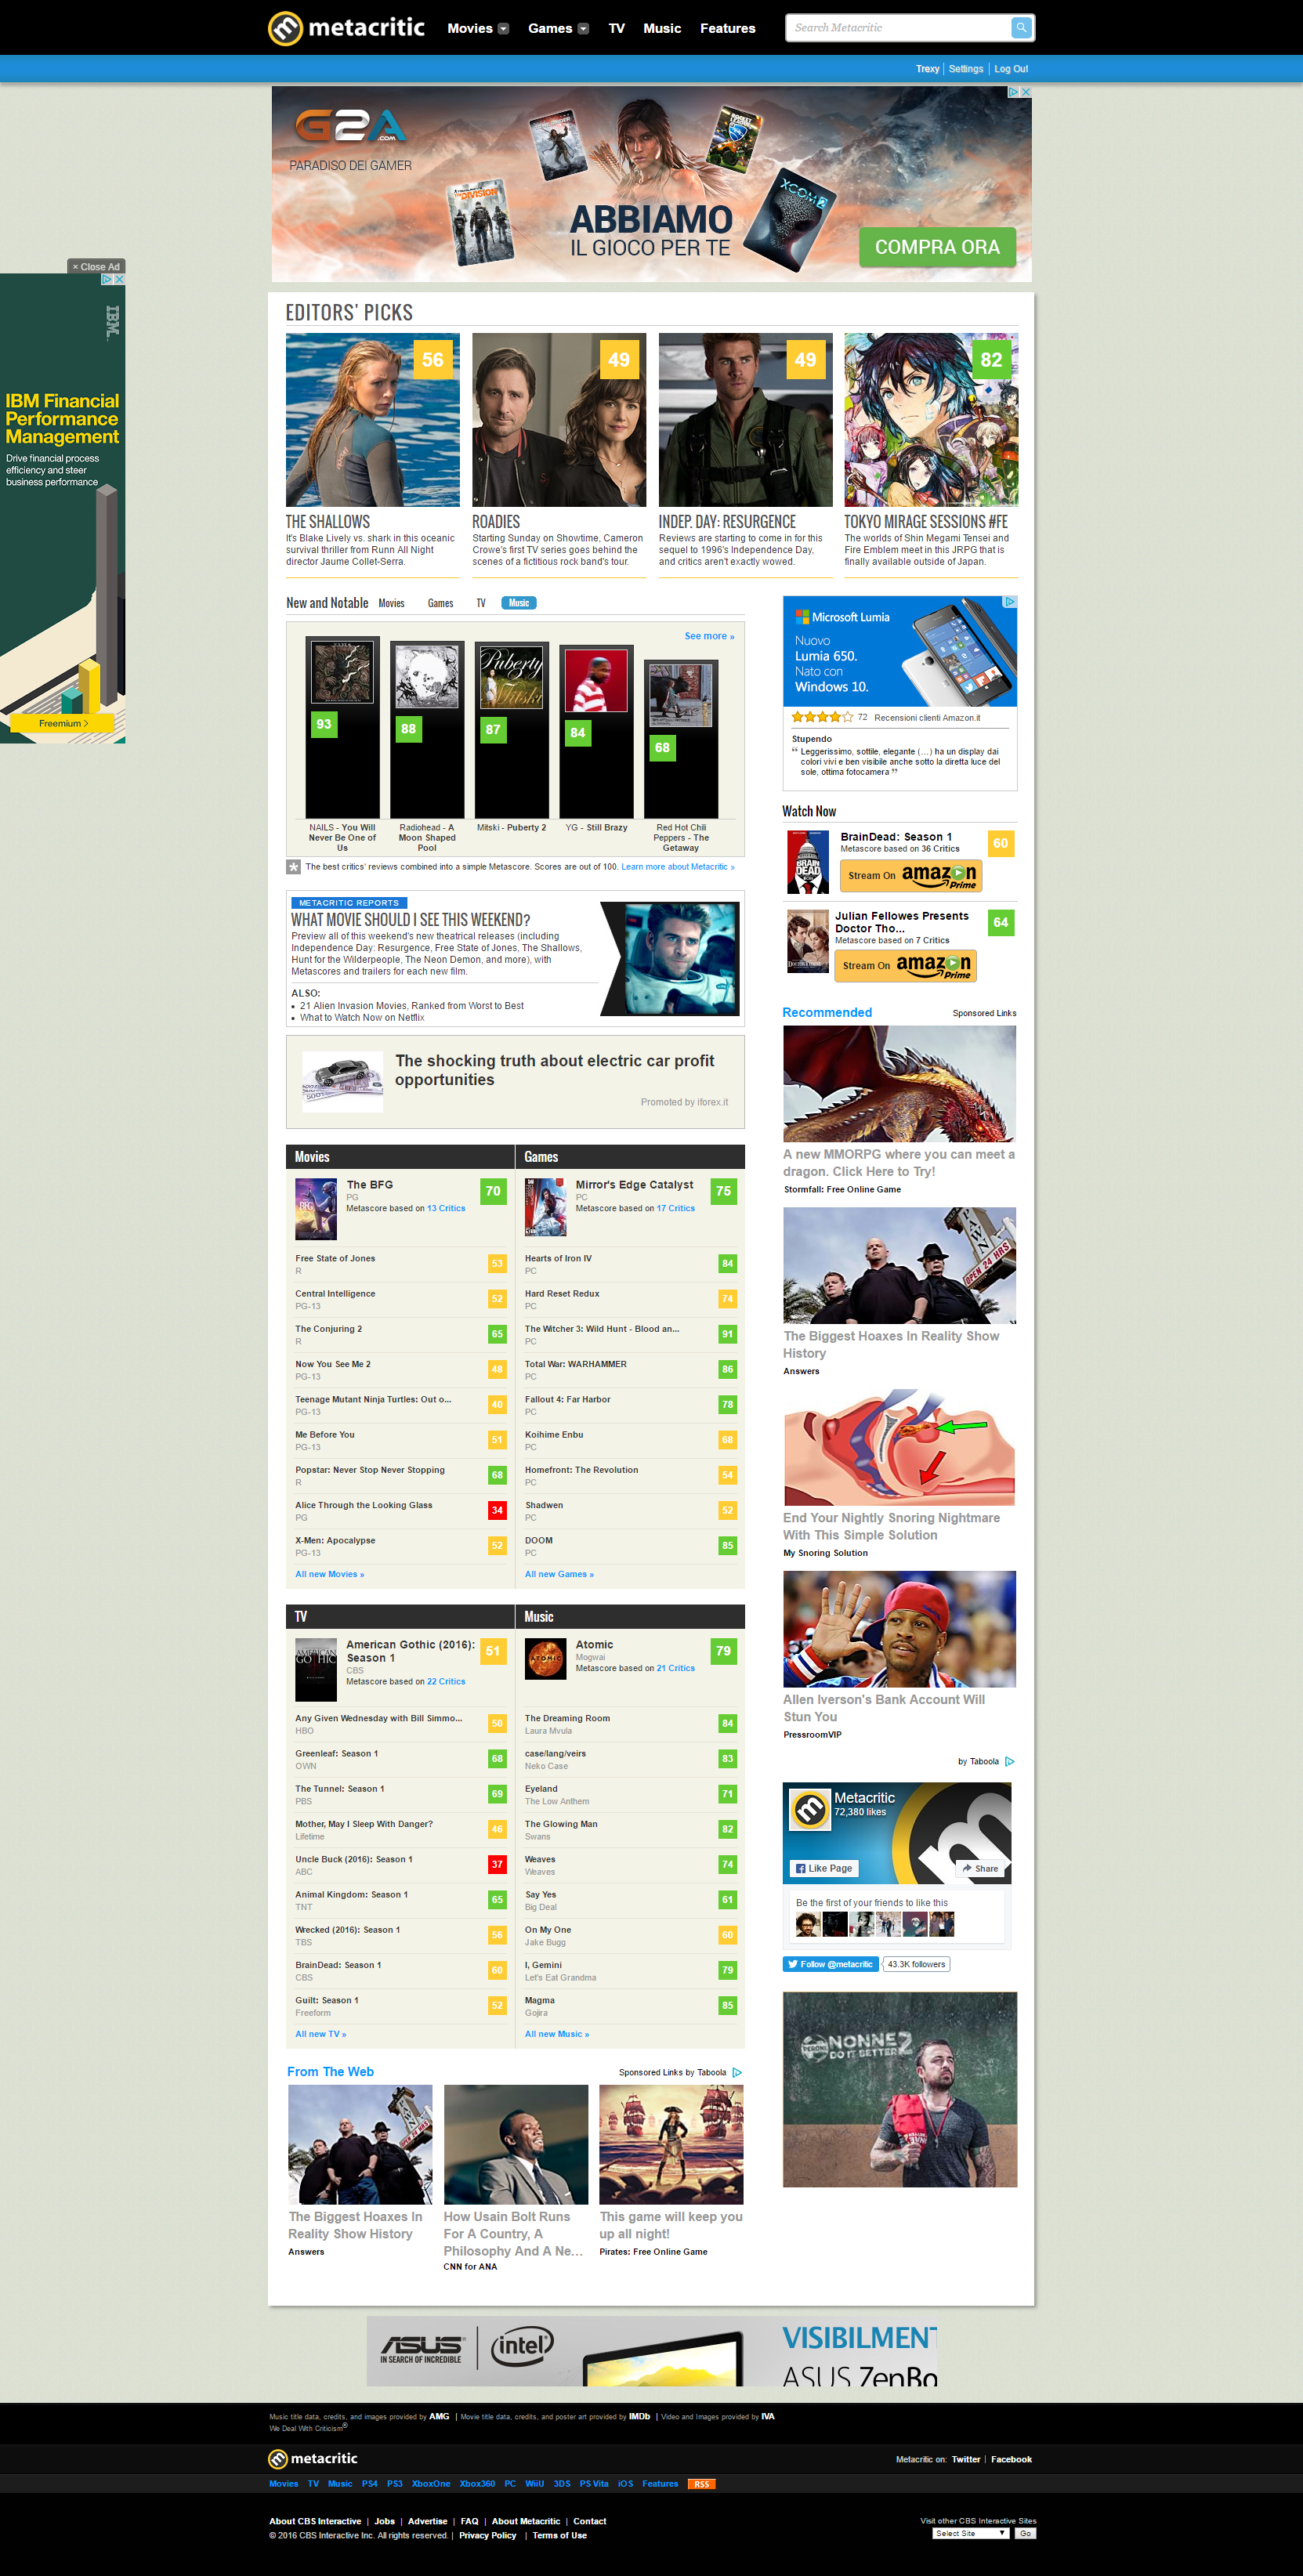 metacritic
Movies Games TV Music Features
Search Metacritic
Trexy | Settings | Log Out
G2A.COM
PARADISO DEI GAMER
THE DIVISION
XCOM 2
ABBIAMO
IL GIOCO PER TE
COMPRA ORA
× Close Ad
IBM
IBM Financial
Performance
Management
Drive financial process
efficiency and steer
business performance
Freemium >
EDITORS' PICKS
56
49
49
82
THE SHALLOWS
It's Blake Lively vs. shark in this oceanic
survival thriller from Runn All Night
director Jaume Collet-Serra.
ROADIES
Starting Sunday on Showtime, Cameron
Crowe's first TV series goes behind the
scenes of a fictitious rock band's tour.
INDEP. DAY: RESURGENCE
Reviews are starting to come in for this
sequel to 1996's Independence Day,
and critics aren't exactly wowed.
TOKYO MIRAGE SESSIONS #FE
The worlds of Shin Megami Tensei and
Fire Emblem meet in this JRPG that is
finally available outside of Japan.
New and Notable Movies Games TV Music
See more »
Puberty
Mitski
93
88
87
84
68
NAILS - You Will
Never Be One of
Us
Radiohead - A
Moon Shaped
Pool
Mitski - Puberty 2
YG - Still Brazy
Red Hot Chili
Peppers - The
Getaway
* The best critics' reviews combined into a simple Metascore. Scores are out of 100. Learn more about Metacritic »
METACRITIC REPORTS
WHAT MOVIE SHOULD I SEE THIS WEEKEND?
Preview all of this weekend's new theatrical releases (including
Independence Day: Resurgence, Free State of Jones, The Shallows,
Hunt for the Wilderpeople, The Neon Demon, and more), with
Metascores and trailers for each new film.
ALSO:
• 21 Alien Invasion Movies, Ranked from Worst to Best
• What to Watch Now on Netflix
The shocking truth about electric car profit
opportunities
Promoted by iforex.it
Movies
The BFG
PG
Metascore based on 13 Critics
70
Free State of Jones
R
53
Central Intelligence
PG-13
52
The Conjuring 2
R
65
Now You See Me 2
PG-13
48
Teenage Mutant Ninja Turtles: Out o...
PG-13
40
Me Before You
PG-13
51
Popstar: Never Stop Never Stopping
R
68
Alice Through the Looking Glass
PG
34
X-Men: Apocalypse
PG-13
52
All new Movies »
Games
Mirror's Edge Catalyst
PC
Metascore based on 17 Critics
75
Hearts of Iron IV
PC
84
Hard Reset Redux
PC
74
The Witcher 3: Wild Hunt - Blood an...
PC
91
Total War: WARHAMMER
PC
86
Fallout 4: Far Harbor
PC
78
Koihime Enbu
PC
68
Homefront: The Revolution
PC
54
Shadwen
PC
52
DOOM
PC
85
All new Games »
TV
AMERICAN GOTHIC
American Gothic (2016):
Season 1
CBS
Metascore based on 22 Critics
51
Any Given Wednesday with Bill Simmo...
HBO
50
Greenleaf: Season 1
OWN
68
The Tunnel: Season 1
PBS
69
Mother, May I Sleep With Danger?
Lifetime
46
Uncle Buck (2016): Season 1
ABC
37
Animal Kingdom: Season 1
TNT
65
Wrecked (2016): Season 1
TBS
56
BrainDead: Season 1
CBS
60
Guilt: Season 1
Freeform
52
All new TV »
Music
ATOMIC
Atomic
Mogwai
Metascore based on 21 Critics
79
The Dreaming Room
Laura Mvula
84
case/lang/veirs
Neko Case
83
Eyeland
The Low Anthem
71
The Glowing Man
Swans
82
Weaves
Weaves
74
Say Yes
Big Deal
61
On My One
Jake Bugg
60
I, Gemini
Let's Eat Grandma
79
Magma
Gojira
85
All new Music »
From The Web
Sponsored Links by Taboola
The Biggest Hoaxes In
Reality Show History
Answers
How Usain Bolt Runs
For A Country, A
Philosophy And A Ne...
CNN for ANA
This game will keep you
up all night!
Pirates: Free Online Game
Microsoft Lumia
Nuovo
Lumia 650.
Nato con
Windows 10.
72 Recensioni clienti Amazon.it
Stupendo
“ Leggerissimo, sottile, elegante (…) ha un display dai
colori vivi e ben visibile anche sotto la diretta luce del
sole, ottima fotocamera ”
Watch Now
BRAIN DEAD
BrainDead: Season 1
Metascore based on 36 Critics
60
Stream On amazon Prime
Julian Fellowes Presents
Doctor Tho...
Metascore based on 7 Critics
64
Stream On amazon Prime
Recommended
Sponsored Links
A new MMORPG where you can meet a
dragon. Click Here to Try!
Stormfall: Free Online Game
PAWN
OPEN 24 HRS
The Biggest Hoaxes In Reality Show
History
Answers
End Your Nightly Snoring Nightmare
With This Simple Solution
My Snoring Solution
Allen Iverson's Bank Account Will
Stun You
PressroomVIP
by Taboola
Metacritic
72,380 likes
Like Page
Share
Be the first of your friends to like this
Follow @metacritic
43.3K followers
PERONI
NONNE
DO IT BETTER
ASUS
IN SEARCH OF INCREDIBLE
intel
VISIBILMENT
ASUS ZenBo
Music title data, credits, and images provided by AMG | Movie title data, credits, and poster art provided by IMDb | Video and Images provided by IVA
We Deal With Criticism®
metacritic
Metacritic on: Twitter | Facebook
Movies TV Music PS4 PS3 XboxOne Xbox360 PC WiiU 3DS PS Vita iOS Features RSS
About CBS Interactive | Jobs | Advertise | FAQ | About Metacritic | Contact
© 2016 CBS Interactive Inc. All rights reserved. | Privacy Policy | Terms of Use
Visit other CBS Interactive Sites
Select Site Go